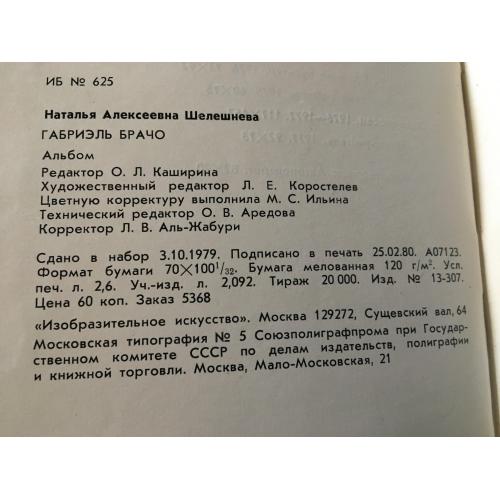 ИБ № 625
Наталья Алексеевна Шелешнева
ГАБРИЭЛЬ БРАЧО
Альбом
Редактор О. Л. Каширина
Художественный редактор Л. Е. Коростелев
Цветную корректуру выполнила М. С. Ильина
Технический редактор О. В. Аредова
Корректор Л. В. Аль-Жабури
Сдано в набор 3.10.1979. Подписано в печать 25.02.80. А07123.
Формат бумаги 70×100¹/₃₂. Бумага мелованная 120 г/м². Усл.
печ. л. 2,6. Уч.-изд. л. 2,092. Тираж 20 000. Изд. № 13-307.
Цена 60 коп. Заказ 5368
«Изобразительное искусство». Москва 129272, Сущевский вал, 64
Московская типография № 5 Союзполиграфпрома при Государ-
ственном комитете СССР по делам издательств, полиграфии
и книжной торговли. Москва, Мало-Московская, 21